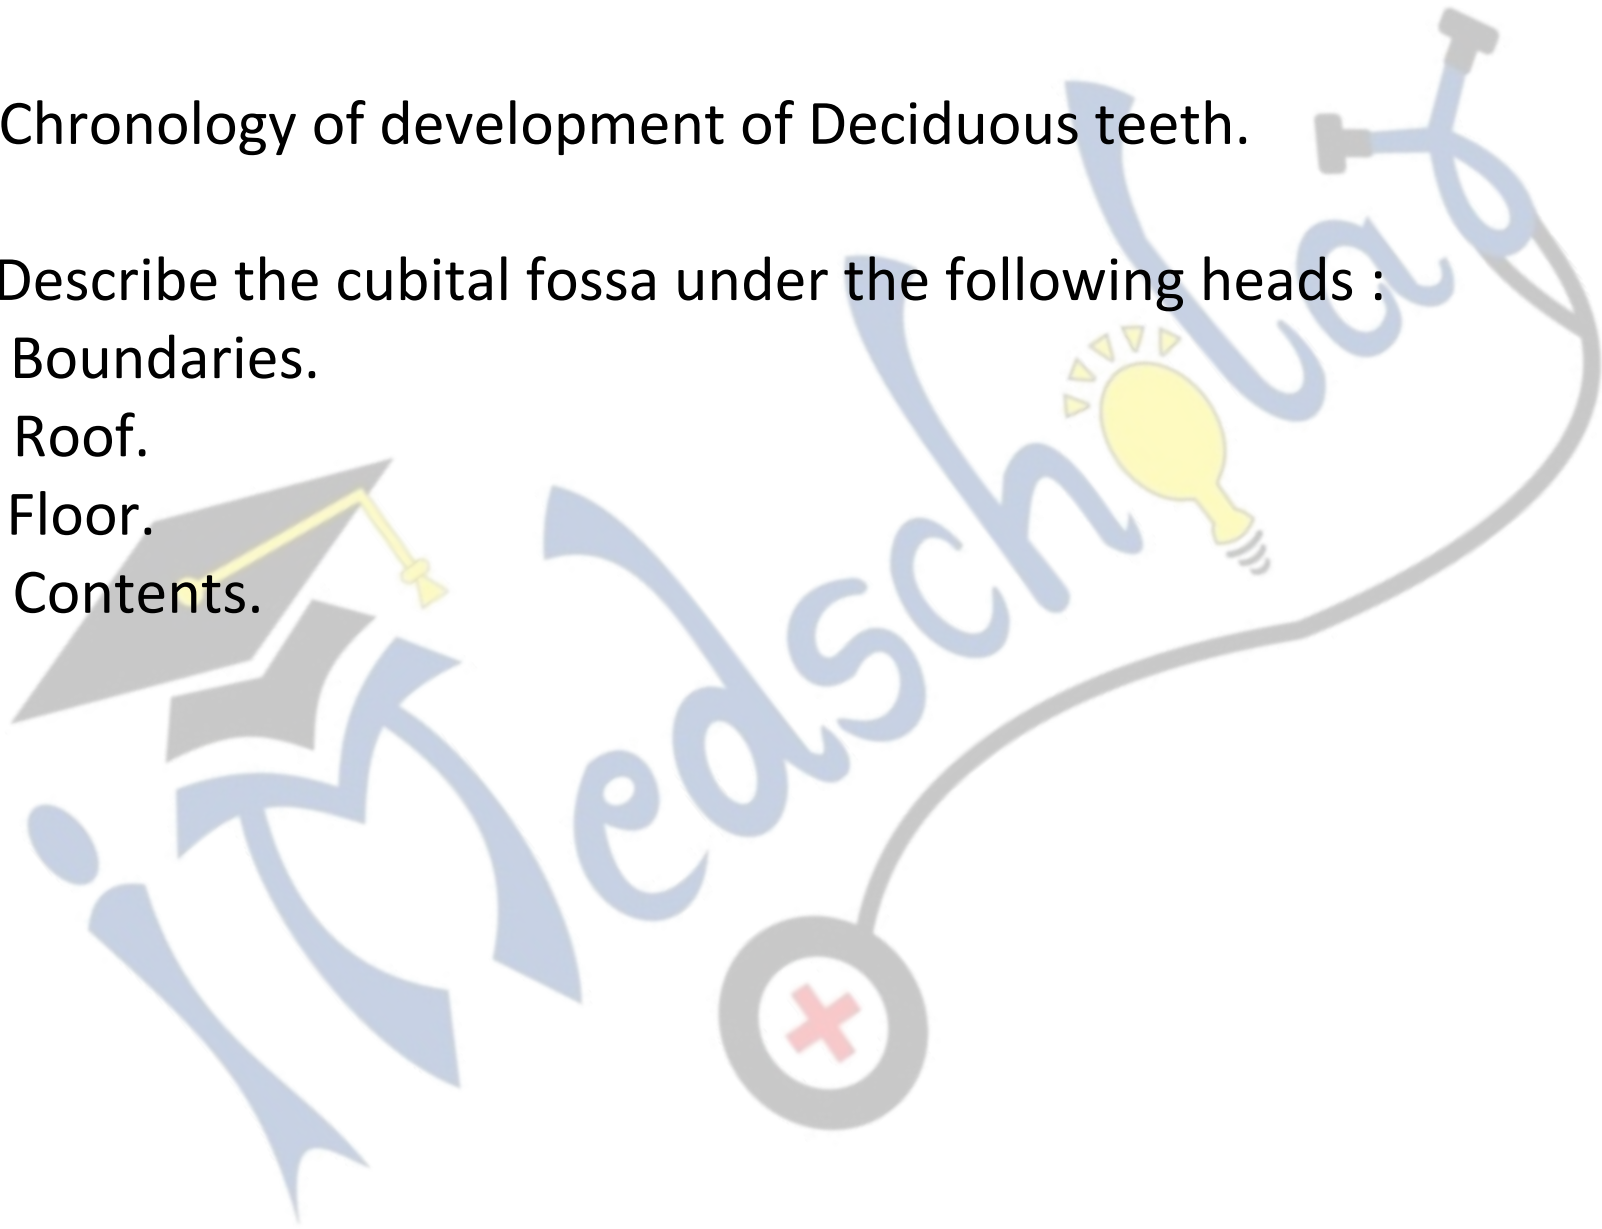 Chronology of development of Deciduous teeth.
Describe the cubital fossa under the following heads :
Boundaries.
Roof.
Floor.
Contents.
iMedscholar